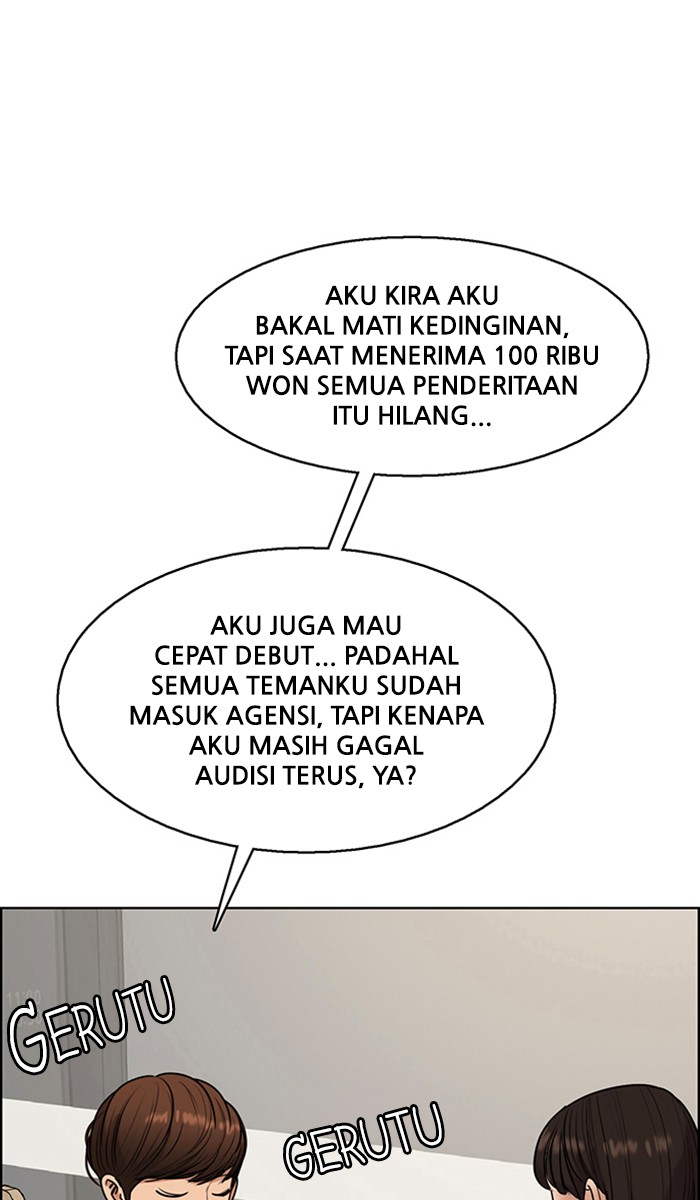 AKU KIRA AKU
BAKAL MATI KEDINGINAN,
TAPI SAAT MENERIMA 100 RIBU
WON SEMUA PENDERITAAN
ITU HILANG...
AKU JUGA MAU
CEPAT DEBUT... PADAHAL
SEMUA TEMANKU SUDAH
MASUK AGENSI, TAPI KENAPA
AKU MASIH GAGAL
AUDISI TERUS, YA?
GERUTU
GERUTU